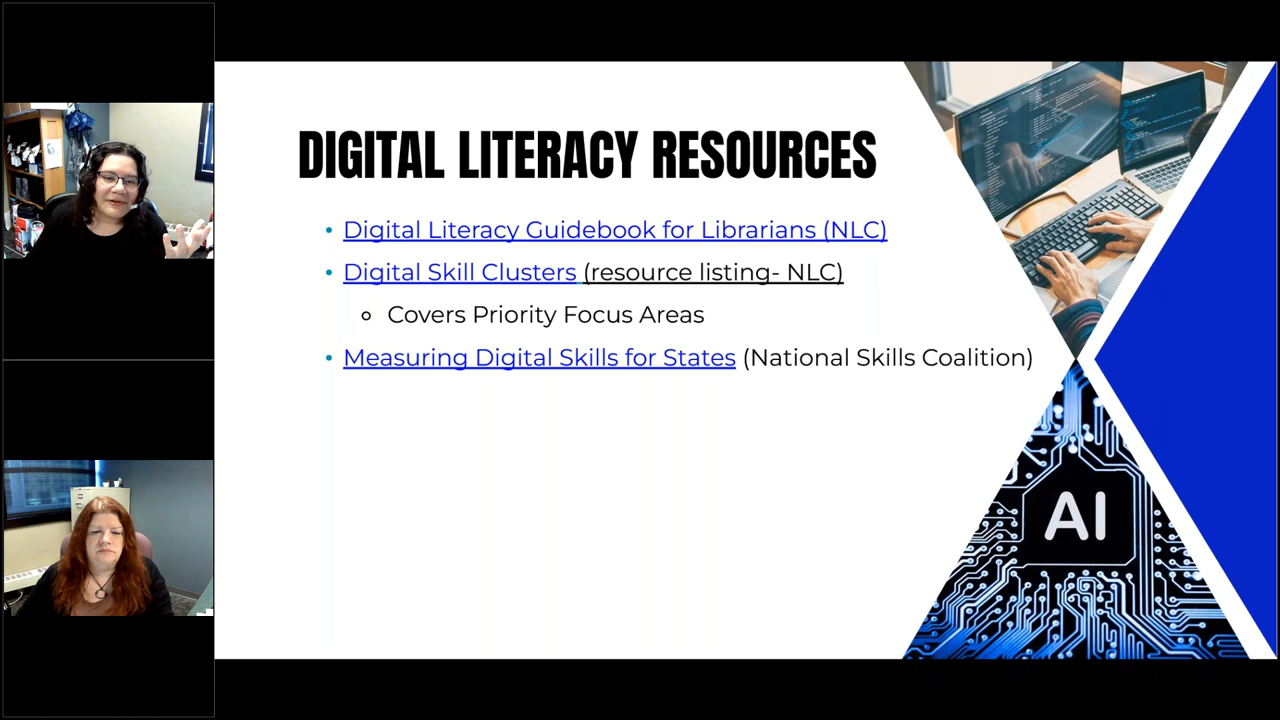 DIGITAL LITERACY RESOURCES
Digital Literacy Guidebook for Librarians (NLC)
Digital Skill Clusters (resource listing- NLC)
Covers Priority Focus Areas
Measuring Digital Skills for States (National Skills Coalition)
AI